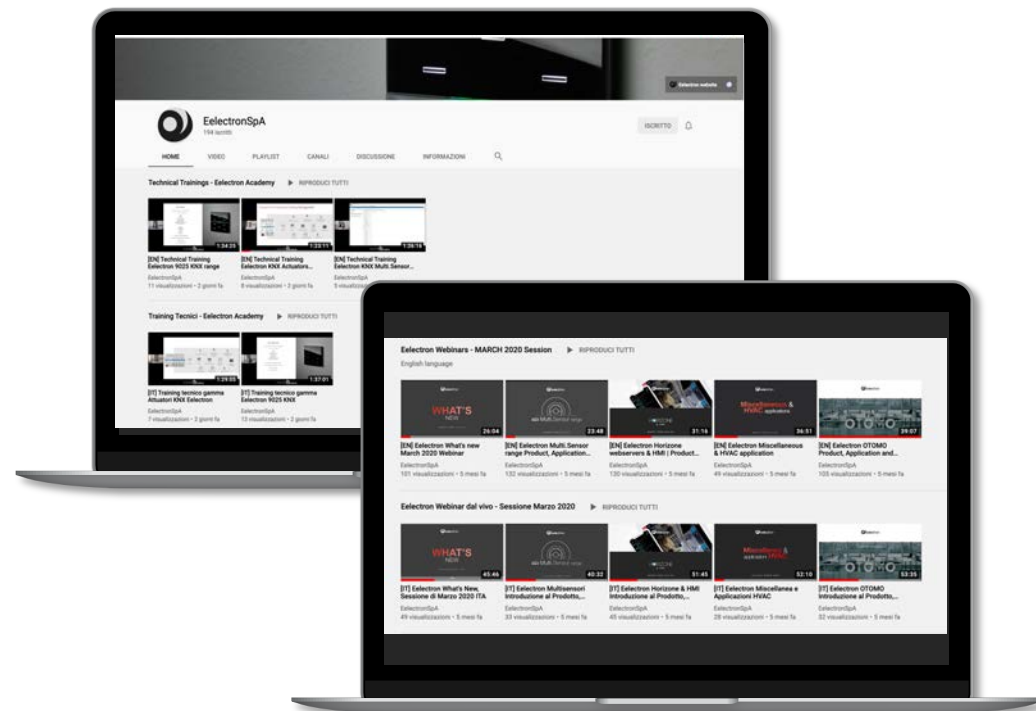 Eelectron website
EelectronSpA
194 iscritti
ISCRITTO
HOME VIDEO PLAYLIST CANALI DISCUSSIONE INFORMAZIONI
Technical Trainings - Eelectron Academy RIPRODUCI TUTTI
1:34:25 1:33:11 1:36:16
[EN] Technical Training [EN] Technical Training [EN] Technical Training
Eelectron 9025 KNX range Eelectron KNX Actuators... Eelectron KNX Multi Sensor...
EelectronSpA EelectronSpA EelectronSpA
11 visualizzazioni • 2 giorni fa 8 visualizzazioni • 2 giorni fa 5
Training Tecnici - Eelectron Academy RIPRODUCI TUTTI
1:29:05 1:37:01
[IT] Training tecnico gamma [IT] Training tecnico gamma
Attuatori KNX Eelectron Eelectron 9025 KNX
EelectronSpA EelectronSpA
7 visualizzazioni • 2 giorni fa 12 visualizzazioni • 2 giorni fa
Eelectron Webinars - MARCH 2020 Session RIPRODUCI TUTTI
English language
WHAT'S
NEW
Multi Sensor range
HORIZONE
Miscellaneous &
HVAC applications
OTOMO
26:04 23:48 31:16 36:51 39:07
[EN] Eelectron What's new [EN] Eelectron Multi.Sensor [EN] Eelectron Horizone [EN] Eelectron Miscellaneous [EN] Eelectron OTOMO
March 2020 Webinar range Product, Application... webservers & HMI | Product... & HVAC application Product, Application and...
EelectronSpA EelectronSpA EelectronSpA EelectronSpA EelectronSpA
101 visualizzazioni • 5 mesi fa 132 visualizzazioni • 5 mesi fa 130 visualizzazioni • 5 mesi fa 49 visualizzazioni • 5 mesi fa 105 visualizzazioni • 5 mesi fa
Eelectron Webinar dal vivo - Sessione Marzo 2020 RIPRODUCI TUTTI
WHAT'S
NEW
Multi Sensor range
HORIZONE
Miscellanea &
applicazioni HVAC
OTOMO
45:46 40:32 51:45 52:10 53:35
[IT] Eelectron What's New, [IT] Eelectron Multisensori [IT] Eelectron Horizone & HMI [IT] Eelectron Miscellanea e [IT] Eelectron OTOMO
Sessione di Marzo 2020 ITA Introduzione al Prodotto,... Introduzione al Prodotto,... Applicazioni HVAC Introduzione al Prodotto,...
EelectronSpA EelectronSpA EelectronSpA EelectronSpA EelectronSpA
49 visualizzazioni • 5 mesi fa 33 visualizzazioni • 5 mesi fa 45 visualizzazioni • 5 mesi fa 28 visualizzazioni • 5 mesi fa 32 visualizzazioni • 5 mesi fa